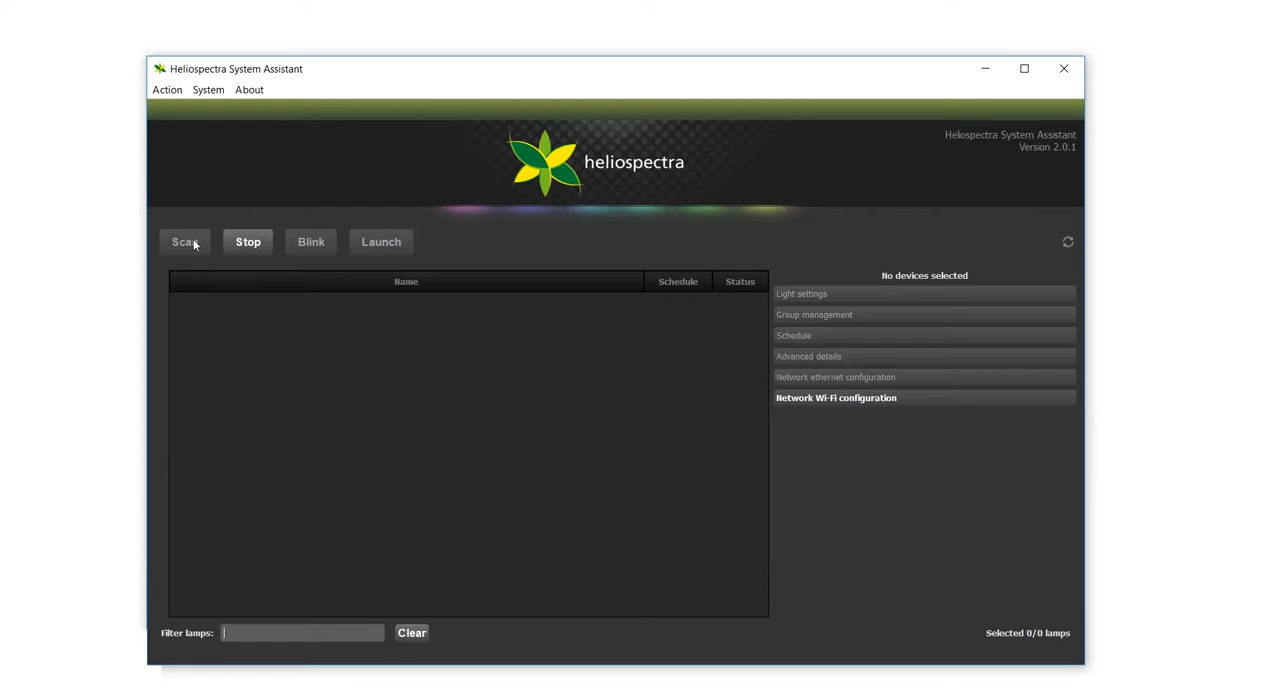 Heliospectra System Assistant
Action System About
Heliospectra System Assistant
Version 2.0.1
heliospectra
Scan Stop Blink Launch
Name Schedule Status
No devices selected
Light settings
Group management
Schedule
Advanced details
Network ethernet configuration
Network Wi-Fi configuration
Filter lamps: Clear
Selected 0/0 lamps